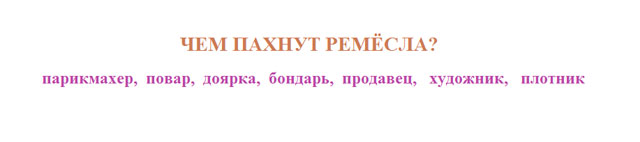 ЧЕМ ПАХНУТ РЕМЁСЛА?
парикмахер, повар, доярка, бондарь, продавец, художник, плотник